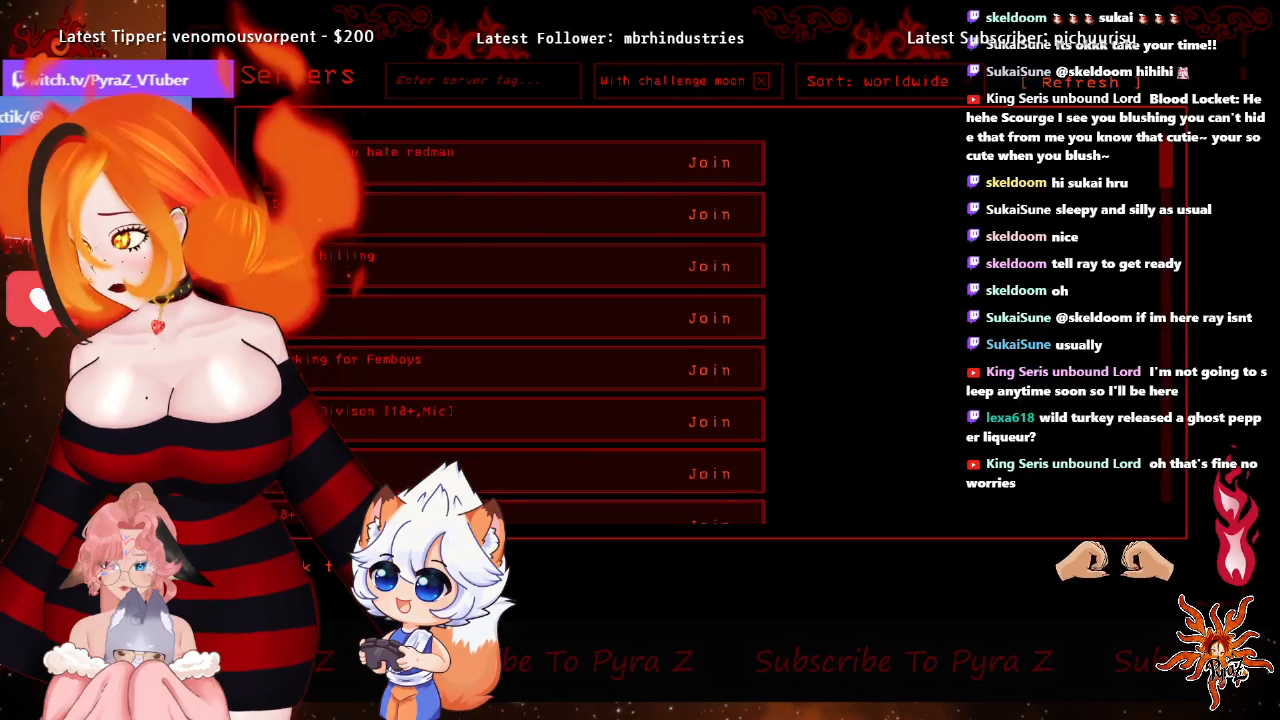 Latest Tipper: venomousvorpent - $200
Latest Follower: mbrhindustries
Latest Subscriber: pichuurisu
witch.tv/PyraZ_VTuber
ktik/@
Servers
Enter server tag...
With challenge moon
Sort: worldwide
[ Refresh ]
u hate redman
Join
Join
hilling
Join
Join
king for Femboys
Join
Divison [18+,Mic]
Join
Join
18+
skeldoom sukai
SukaiSune its okkk take your time!!
SukaiSune @skeldoom hihihi
King Seris unbound Lord Blood Locket: He
hehe Scourge I see you blushing you can't hid
e that from me you know that cutie~ your so
cute when you blush~
skeldoom hi sukai hru
SukaiSune sleepy and silly as usual
skeldoom nice
skeldoom tell ray to get ready
skeldoom oh
SukaiSune @skeldoom if im here ray isnt
SukaiSune usually
King Seris unbound Lord I'm not going to s
leep anytime soon so I'll be here
lexa618 wild turkey released a ghost pepp
er liqueur?
King Seris unbound Lord oh that's fine no
worries
Z
be To Pyra Z
Subscribe To Pyra Z
Su
PyraZ